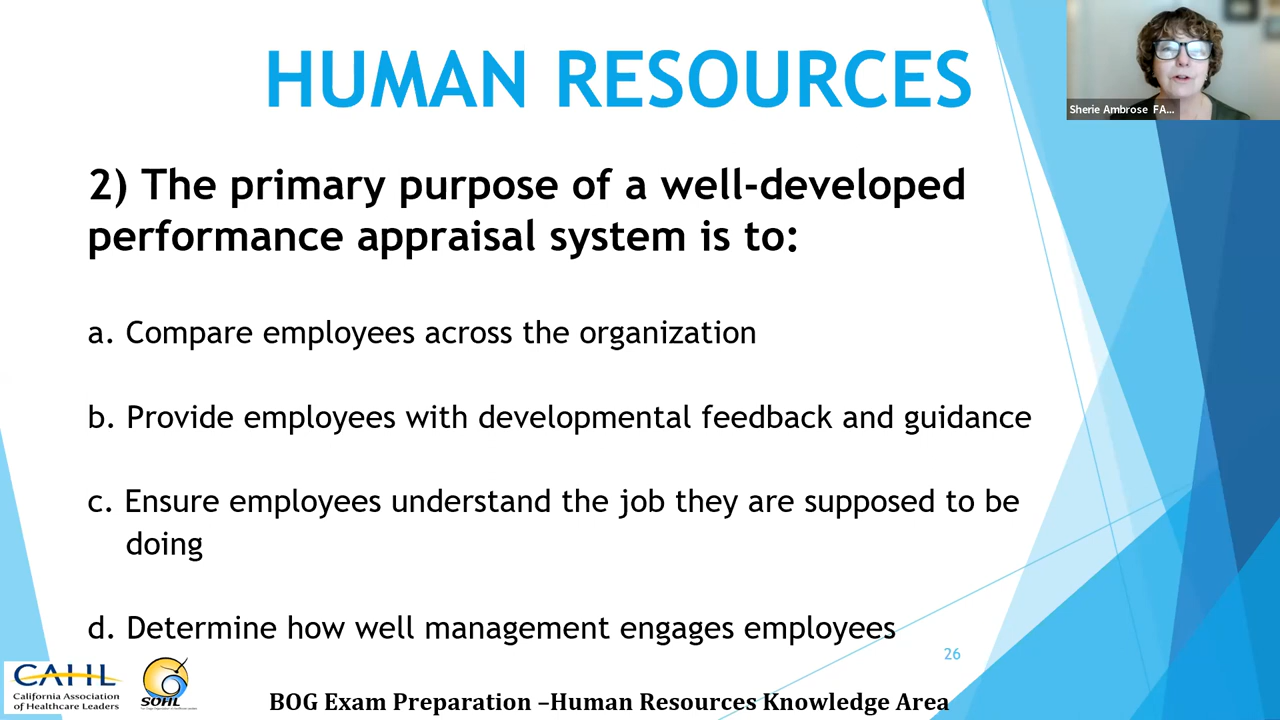 HUMAN RESOURCES
Sherie Ambrose FA...
2) The primary purpose of a well-developed
performance appraisal system is to:
a. Compare employees across the organization
b. Provide employees with developmental feedback and guidance
c. Ensure employees understand the job they are supposed to be
doing
d. Determine how well management engages employees
26
CAHL
California Association
of Healthcare Leaders
SOHL
BOG Exam Preparation –Human Resources Knowledge Area